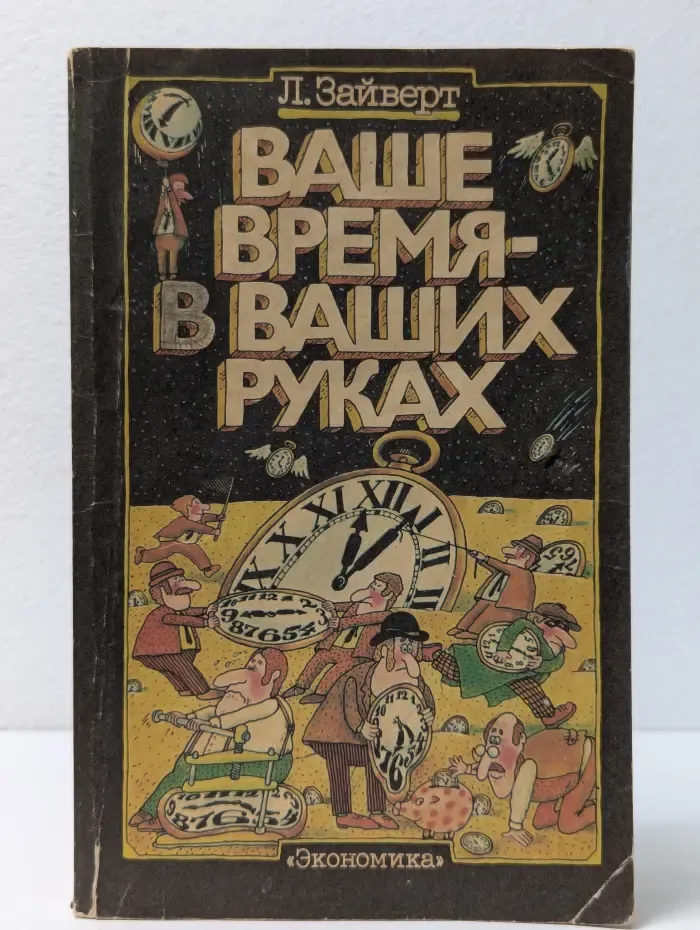 Л. Зайверт
ВАШЕ
ВРЕМЯ-
В ВАШИХ
РУКАХ
«Экономика»